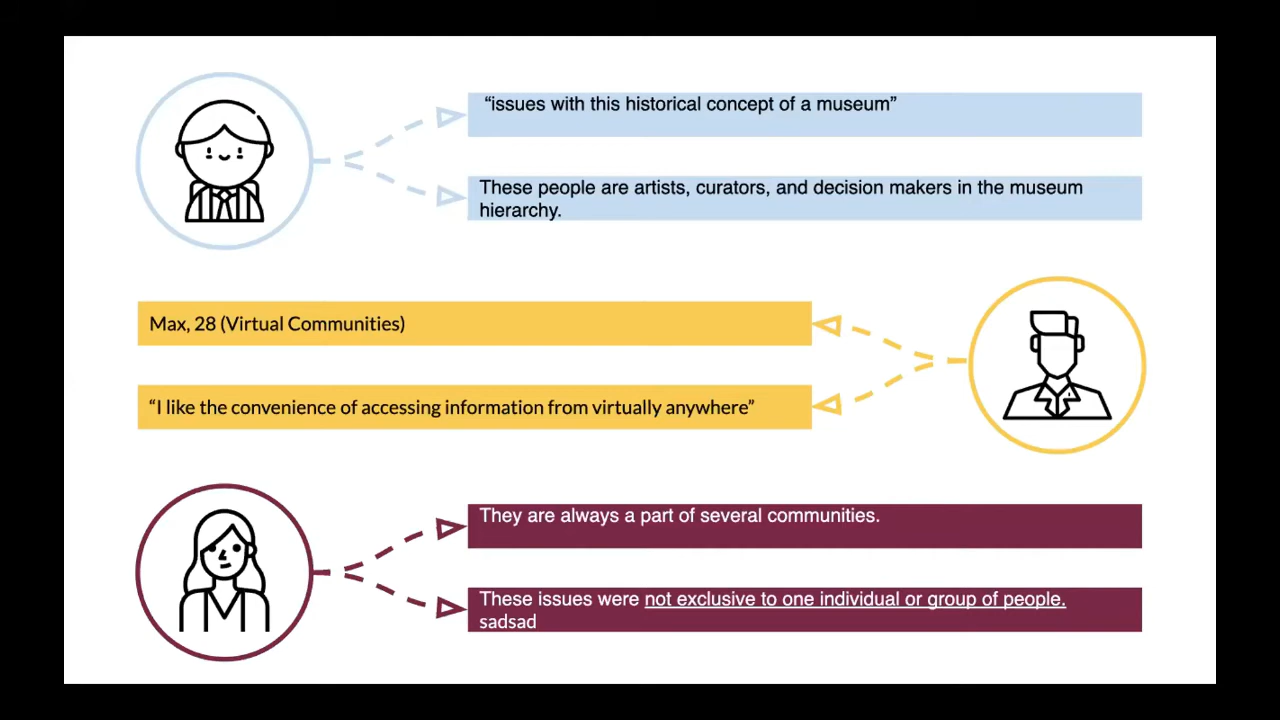 “issues with this historical concept of a museum”
These people are artists, curators, and decision makers in the museum
hierarchy.
Max, 28 (Virtual Communities)
“I like the convenience of accessing information from virtually anywhere”
They are always a part of several communities.
These issues were not exclusive to one individual or group of people.
sadsad